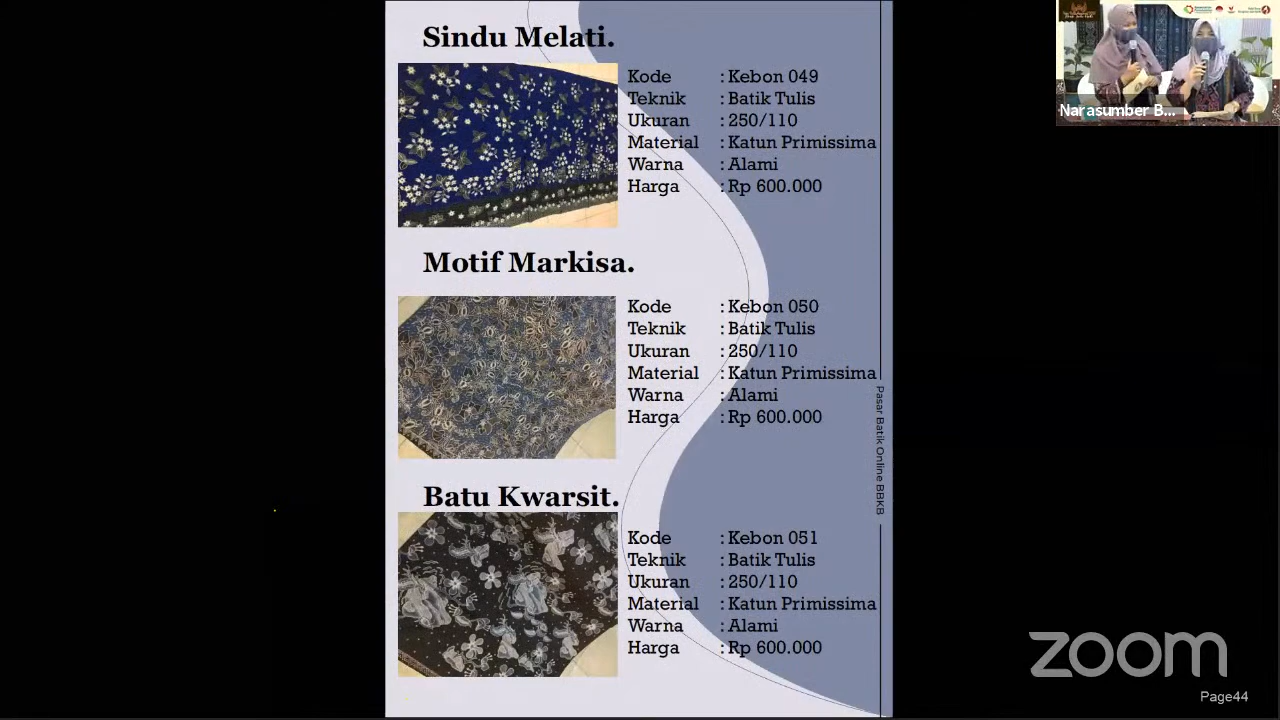 Sindu Melati.
Kode : Kebon 049
Teknik : Batik Tulis
Ukuran : 250/110
Material : Katun Primissima
Warna : Alami
Harga : Rp 600.000
Motif Markisa.
Kode : Kebon 050
Teknik : Batik Tulis
Ukuran : 250/110
Material : Katun Primissima
Warna : Alami
Harga : Rp 600.000
Batu Kwarsit.
Kode : Kebon 051
Teknik : Batik Tulis
Ukuran : 250/110
Material : Katun Primissima
Warna : Alami
Harga : Rp 600.000
Pasar Batik Online BBKB
Narasumber B...
zoom
Page44